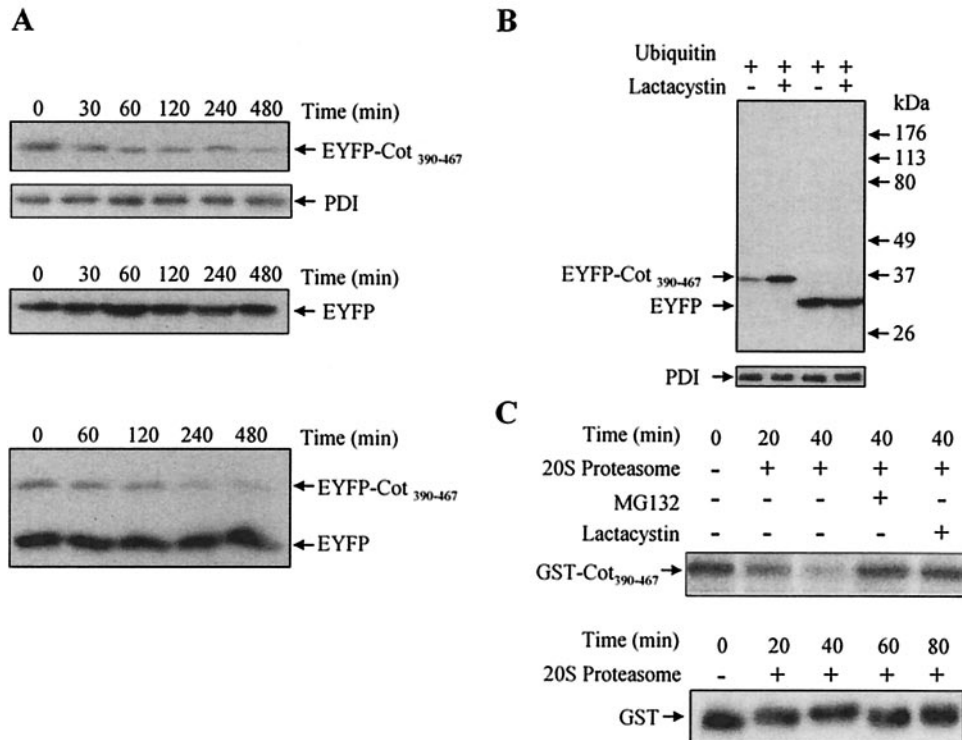 A
0 30 60 120 240 480 Time (min)
EYFP-Cot 390-467
PDI
0 30 60 120 240 480 Time (min)
EYFP
0 60 120 240 480 Time (min)
EYFP-Cot 390-467
EYFP
B
Ubiquitin + + + +
Lactacystin - + - +
kDa
176
113
80
49
37
26
EYFP-Cot 390-467
EYFP
PDI
C
Time (min) 0 20 40 40 40
20S Proteasome - + + + +
MG132 - - - + -
Lactacystin - - - - +
GST-Cot390-467
Time (min) 0 20 40 60 80
20S Proteasome - + + + +
GST